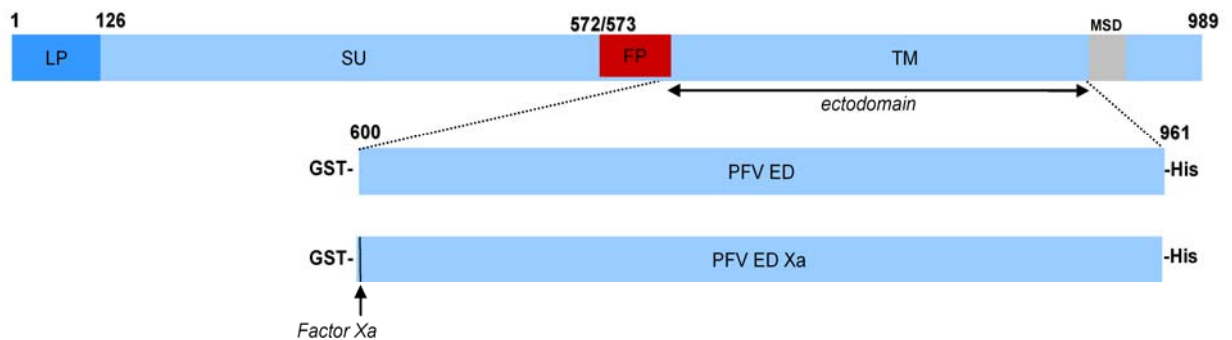 1 126 572/573 MSD 989
LP SU FP TM
ectodomain
600 961
GST- PFV ED -His
GST- PFV ED Xa -His
Factor Xa